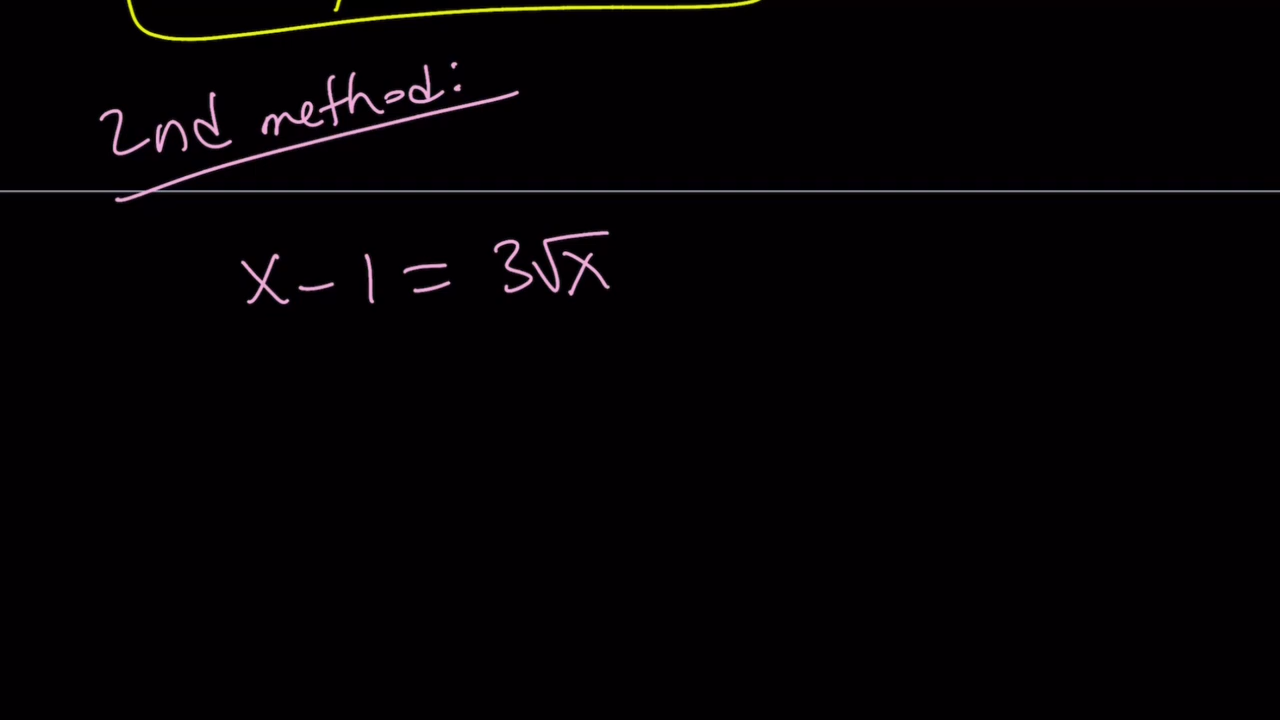 2nd method:
x - 1 = 3√x